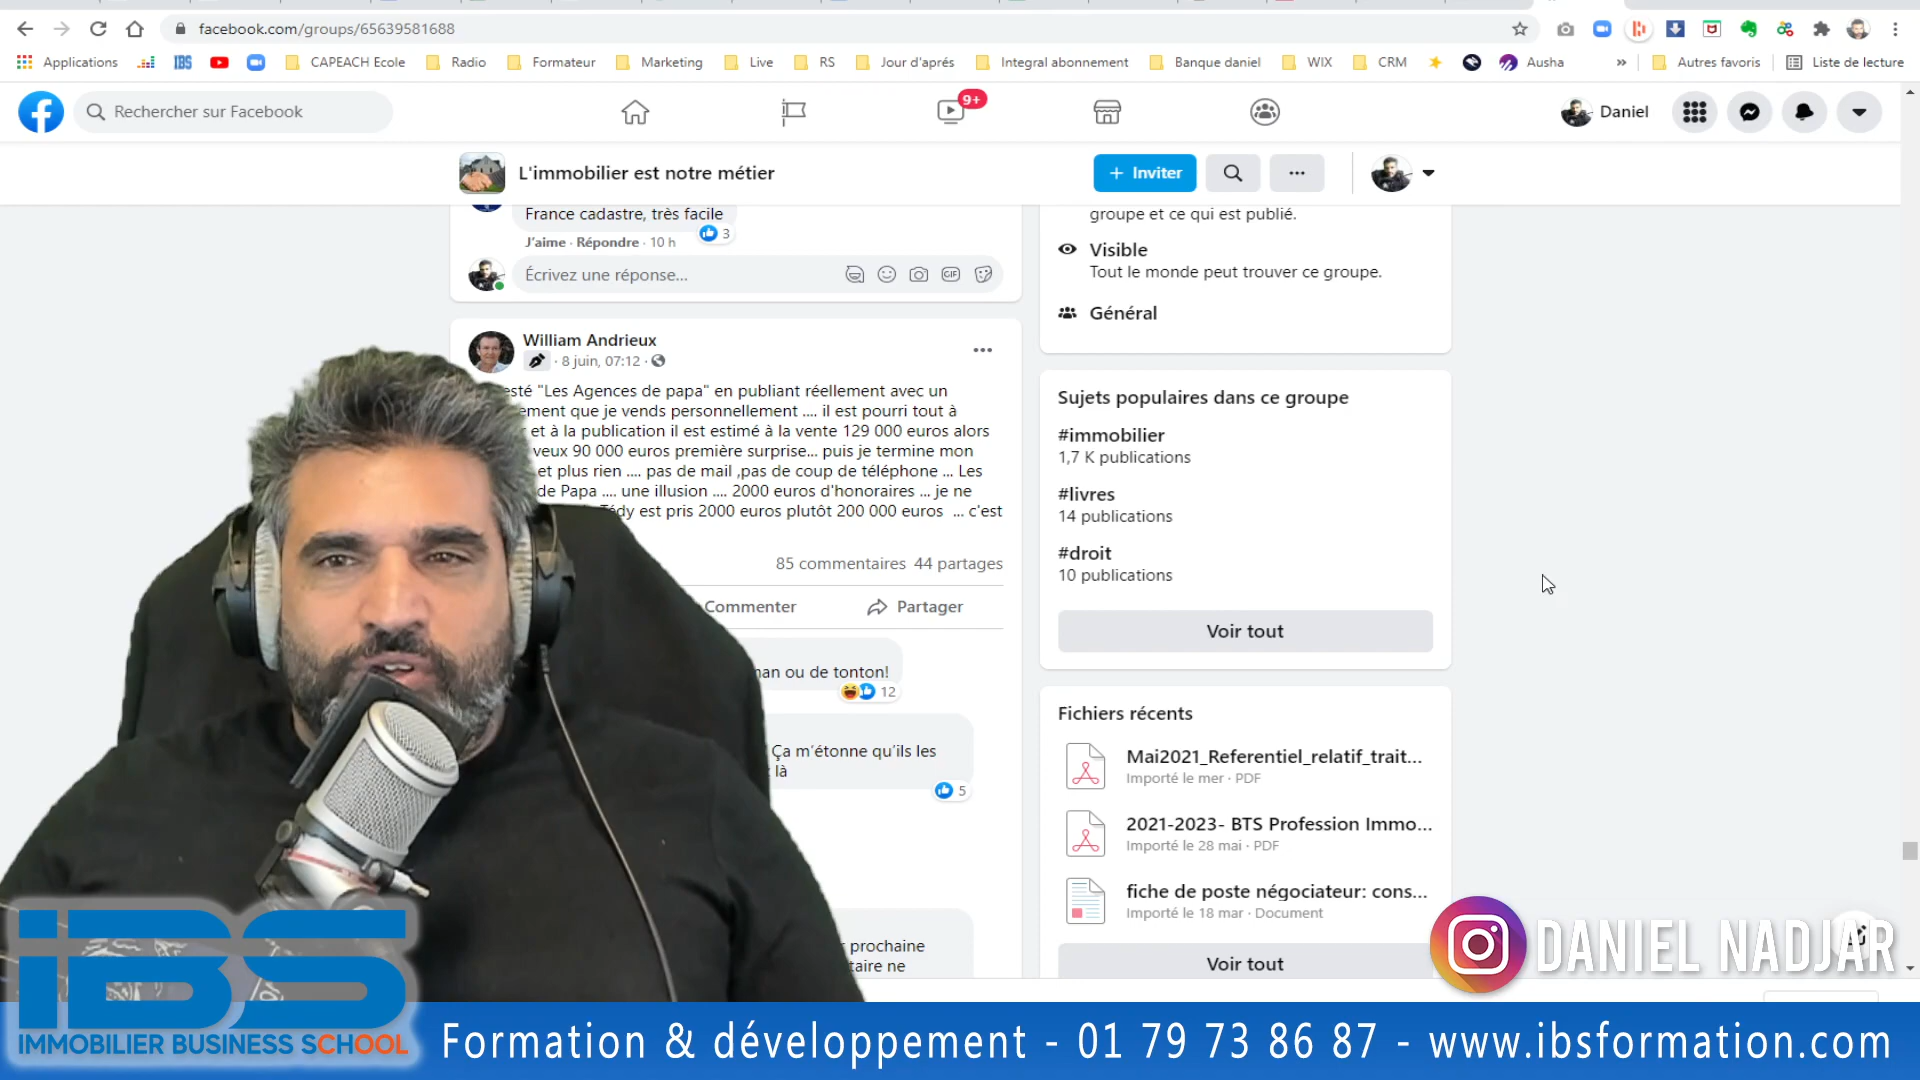 facebook.com/groups/65639581688
Applications
IBS
CAPEACH Ecole
Radio
Formateur
Marketing
Live
RS
Jour d'aprés
Integral abonnement
Banque daniel
WIX
CRM
Ausha
»
Autres favoris
Liste de lecture
Rechercher sur Facebook
9+
Daniel
L'immobilier est notre métier
+ Inviter
France cadastre, très facile
J'aime · Répondre · 10 h
3
Écrivez une réponse...
GIF
William Andrieux
· 8 juin, 07:12 ·
esté "Les Agences de papa" en publiant réellement avec un
ement que je vends personnellement .... il est pourri tout à
et à la publication il est estimé à la vente 129 000 euros alors
veux 90 000 euros première surprise... puis je termine mon
et plus rien .... pas de mail ,pas de coup de téléphone ... Les
de Papa .... une illusion .... 2000 euros d'honoraires ... je ne
Tédy est pris 2000 euros plutôt 200 000 euros ... c'est
85 commentaires 44 partages
Commenter
Partager
an ou de tonton!
12
Ça m'étonne qu'ils les
là
5
prochaine
taire ne
groupe et ce qui est publié.
Visible
Tout le monde peut trouver ce groupe.
Général
Sujets populaires dans ce groupe
#immobilier
1,7 K publications
#livres
14 publications
#droit
10 publications
Voir tout
Fichiers récents
Mai2021_Referentiel_relatif_trait...
Importé le mer · PDF
2021-2023- BTS Profession Immo...
Importé le 28 mai · PDF
fiche de poste négociateur: cons...
Importé le 18 mar · Document
Voir tout
DANIEL NADJAR
iBS
IMMOBILIER BUSINESS SCHOOL
Formation & développement - 01 79 73 86 87 - www.ibsformation.com